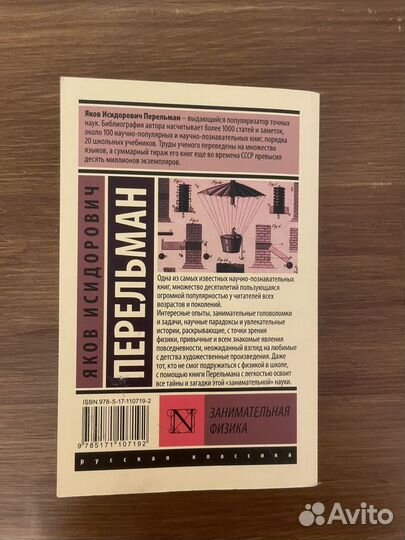 Яков Исидорович Перельман – выдающийся популяризатор точных
наук. Библиография автора насчитывает более 1000 статей и заметок,
около 100 научно-популярных и научно-познавательных книг, порядка
20 школьных учебников. Труды ученого переведены на множество
языков, а суммарный тираж его книг еще во времена СССР превысил
десять миллионов экземпляров.
ЯКОВ ИСИДОРОВИЧ
ПЕРЕЛЬМАН
Одна из самых известных научно-познавательных
книг, множество десятилетий пользующаяся
огромной популярностью у читателей всех
возрастов и поколений.
Интересные опыты, занимательные головоломки
и задачи, научные парадоксы и увлекательные
истории, раскрывающие, с точки зрения
физики, привычные и всем знакомые явления
повседневности, неожиданный взгляд на любимые
с детства художественные произведения. Даже
тот, кто не смог подружиться с физикой в школе,
с помощью книги Перельмана с легкостью освоит
все тайны и загадки этой «занимательной» науки.
ISBN 978-5-17-110719-2
9 785171 107192
N
ЗАНИМАТЕЛЬНАЯ
ФИЗИКА
русская классика
Avito